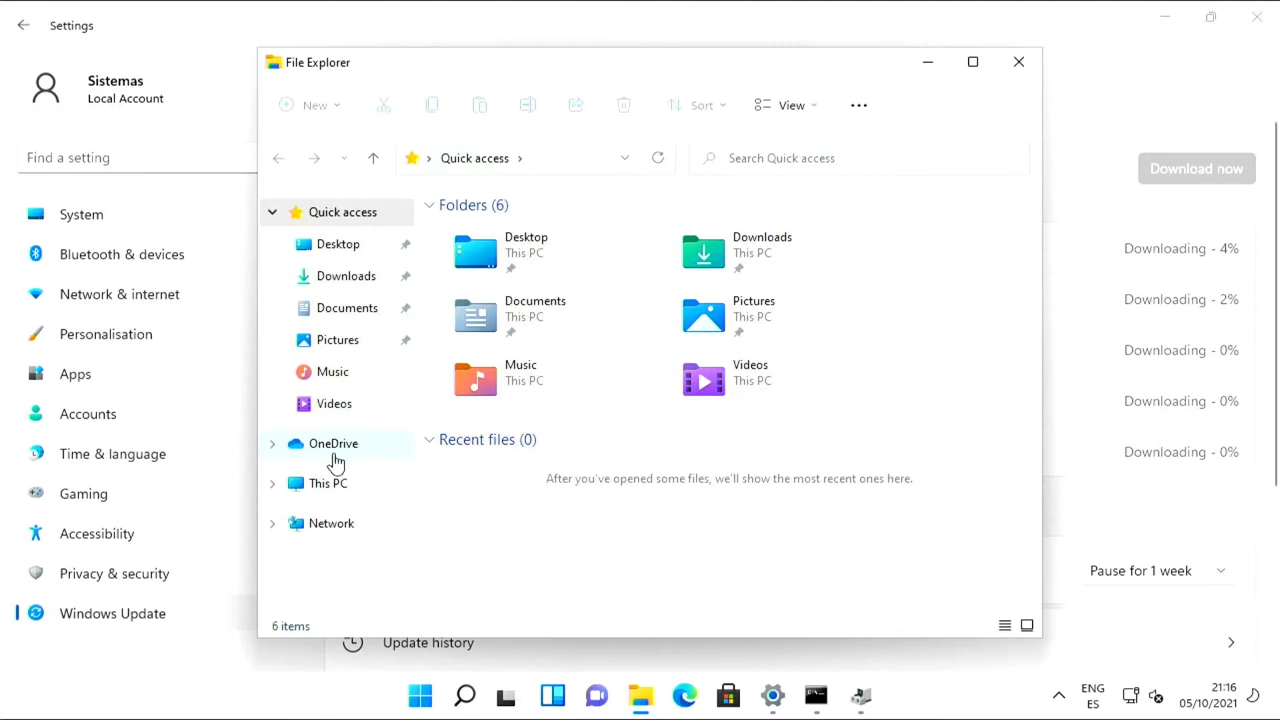 Settings
Sistemas
Local Account
Find a setting
System
Bluetooth & devices
Network & internet
Personalisation
Apps
Accounts
Time & language
Gaming
Accessibility
Privacy & security
Windows Update
File Explorer
New
Sort
View
Quick access
Search Quick access
Quick access
Desktop
Downloads
Documents
Pictures
Music
Videos
OneDrive
This PC
Network
Folders (6)
Desktop
This PC
Downloads
This PC
Documents
This PC
Pictures
This PC
Music
This PC
Videos
This PC
Recent files (0)
After you've opened some files, we'll show the most recent ones here.
6 items
Download now
Downloading - 4%
Downloading - 2%
Downloading - 0%
Downloading - 0%
Downloading - 0%
Pause for 1 week
Update history
ENG
ES
21:16
05/10/2021